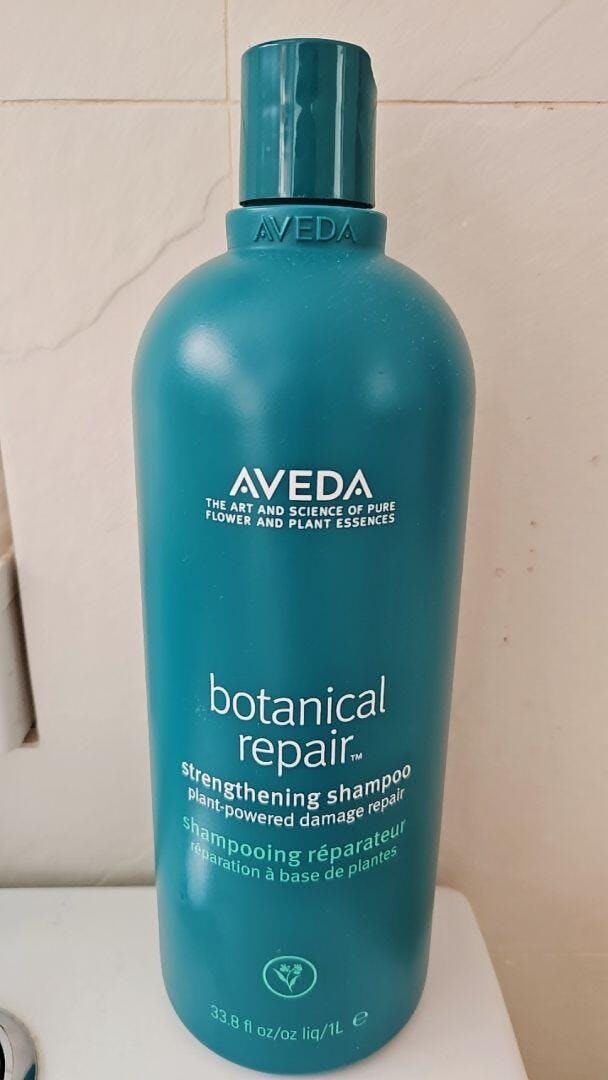 AVEDA
AVEDA
THE ART AND SCIENCE OF PURE
FLOWER AND PLANT ESSENCES
botanical
repair™
strengthening shampoo
plant-powered damage repair
shampooing réparateur
réparation à base de plantes
33.8 fl oz/oz liq/1L ℮